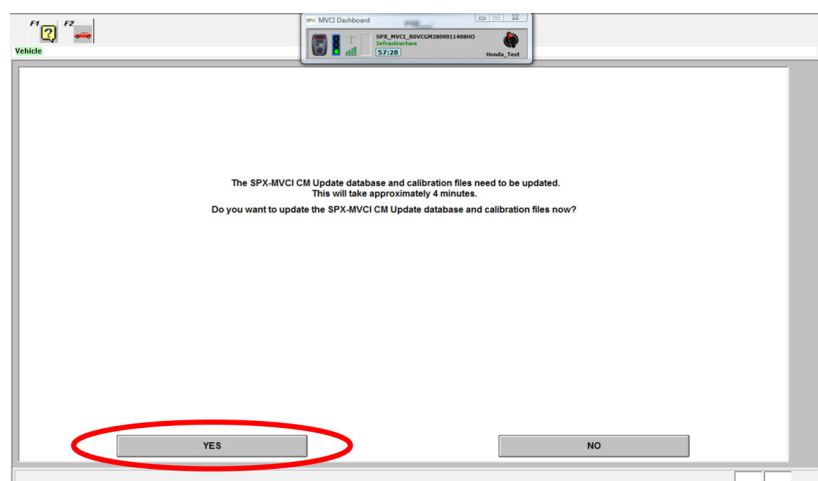 F1
F2
SPX MVCI Dashboard
SPX_MVCI_B0VCGM2809011408HO
Infrastructure
57:28
Honda_Test
Vehicle
The SPX-MVCI CM Update database and calibration files need to be updated.
This will take approximately 4 minutes.
Do you want to update the SPX-MVCI CM Update database and calibration files now?
YES
NO